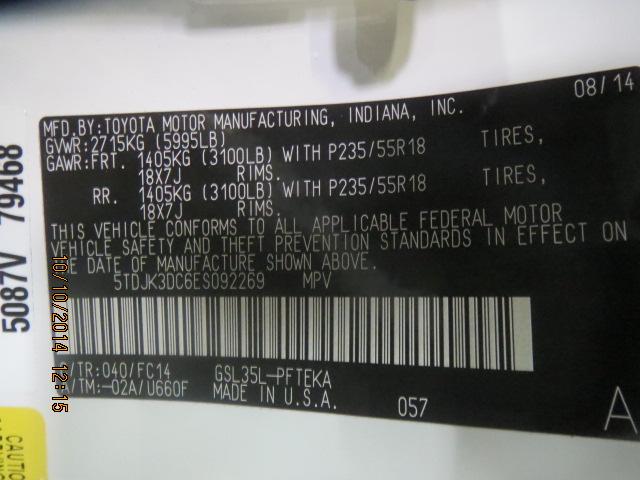 08/14
MFD.BY:TOYOTA MOTOR MANUFACTURING, INDIANA, INC.
GVWR:2715KG (5995LB)
GAWR:FRT. 1405KG (3100LB) WITH P235/55R18 TIRES,
18X7J RIMS.
RR. 1405KG (3100LB) WITH P235/55R18 TIRES,
18X7J RIMS.
THIS VEHICLE CONFORMS TO ALL APPLICABLE FEDERAL MOTOR
VEHICLE SAFETY AND THEFT PREVENTION STANDARDS IN EFFECT ON
DATE OF MANUFACTURE SHOWN ABOVE.
5TDJK3DC6ES092269 MPV
/TR:040/FC14 GSL35L-PFTEKA
/TM:-02A/U660F MADE IN U.S.A.
057
A
5087V 79468
10/10/2014 12:15